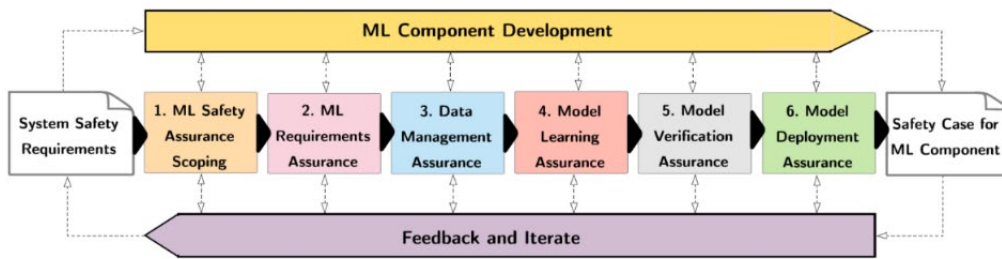 ML Component Development
System Safety
Requirements
1. ML Safety
Assurance
Scoping
2. ML
Requirements
Assurance
3. Data
Management
Assurance
4. Model
Learning
Assurance
5. Model
Verification
Assurance
6. Model
Deployment
Assurance
Safety Case for
ML Component
Feedback and Iterate